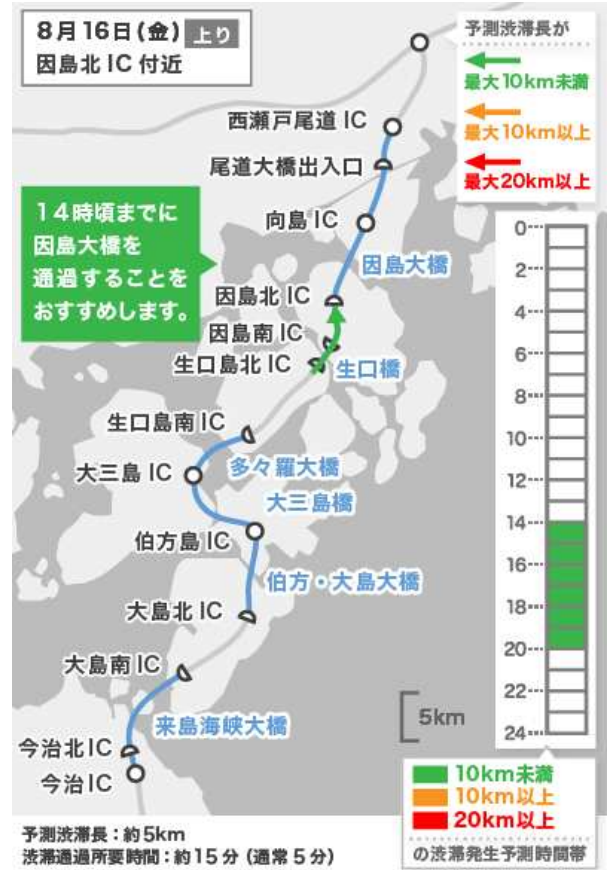 8月16日(金) 上り
因島北IC付近
予測渋滞長が
最大10km未満
最大10km以上
最大20km以上
西瀬戸尾道IC
尾道大橋出入口
14時頃までに
因島大橋を
通過することを
おすすめします。
向島IC
因島大橋
因島北IC
因島南IC
生口島北IC
生口橋
生口島南IC
多々羅大橋
大三島IC
大三島橋
伯方島IC
伯方・大島大橋
大島北IC
大島南IC
来島海峡大橋
今治北IC
今治IC
5km
0
2
4
6
8
10
12
14
16
18
20
22
24
10km未満
10km以上
20km以上
の渋滞発生予測時間帯
予測渋滞長：約5km
渋滞通過所要時間：約15分（通常5分）